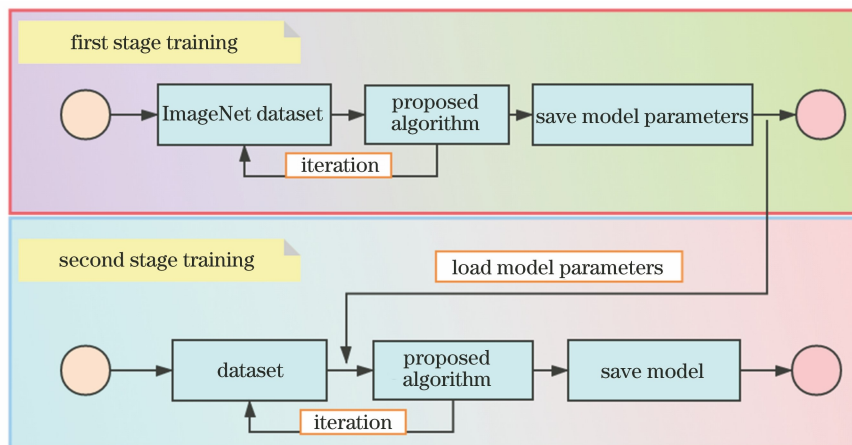 first stage training
ImageNet dataset
proposed
algorithm
save model parameters
iteration
second stage training
load model parameters
dataset
proposed
algorithm
save model
iteration